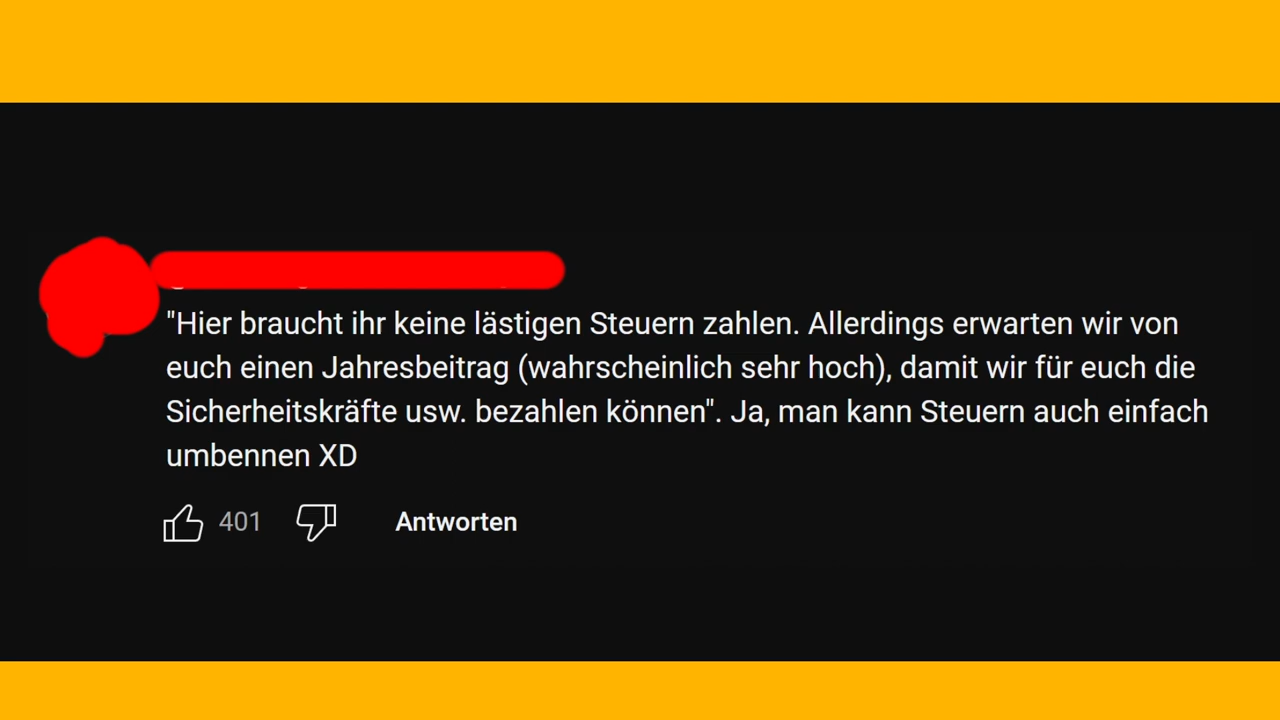 "Hier braucht ihr keine lästigen Steuern zahlen. Allerdings erwarten wir von
euch einen Jahresbeitrag (wahrscheinlich sehr hoch), damit wir für euch die
Sicherheitskräfte usw. bezahlen können". Ja, man kann Steuern auch einfach
umbennen XD
401 Antworten